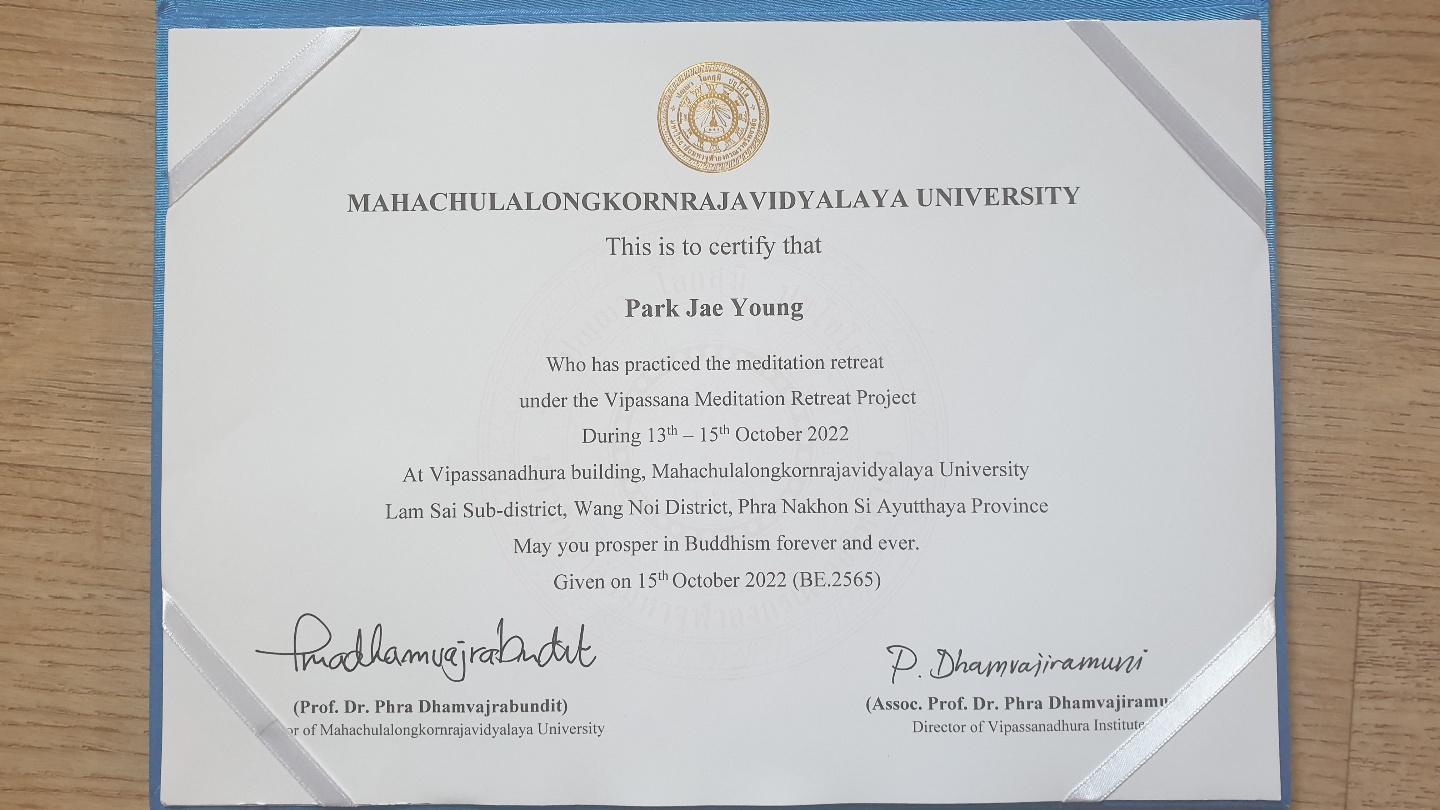 MAHACHULALONGKORNRAJAVIDYALAYA UNIVERSITY
This is to certify that
Park Jae Young
Who has practiced the meditation retreat
under the Vipassana Meditation Retreat Project
During 13th – 15th October 2022
At Vipassanadhura building, Mahachulalongkornrajavidyalaya University
Lam Sai Sub-district, Wang Noi District, Phra Nakhon Si Ayutthaya Province
May you prosper in Buddhism forever and ever.
Given on 15th October 2022 (BE.2565)
P. Dhamvajiramuni
(Prof. Dr. Phra Dhamvajrabundit)
(Assoc. Prof. Dr. Phra Dhamvajiramu
or of Mahachulalongkornrajavidyalaya University
Director of Vipassanadhura Institute